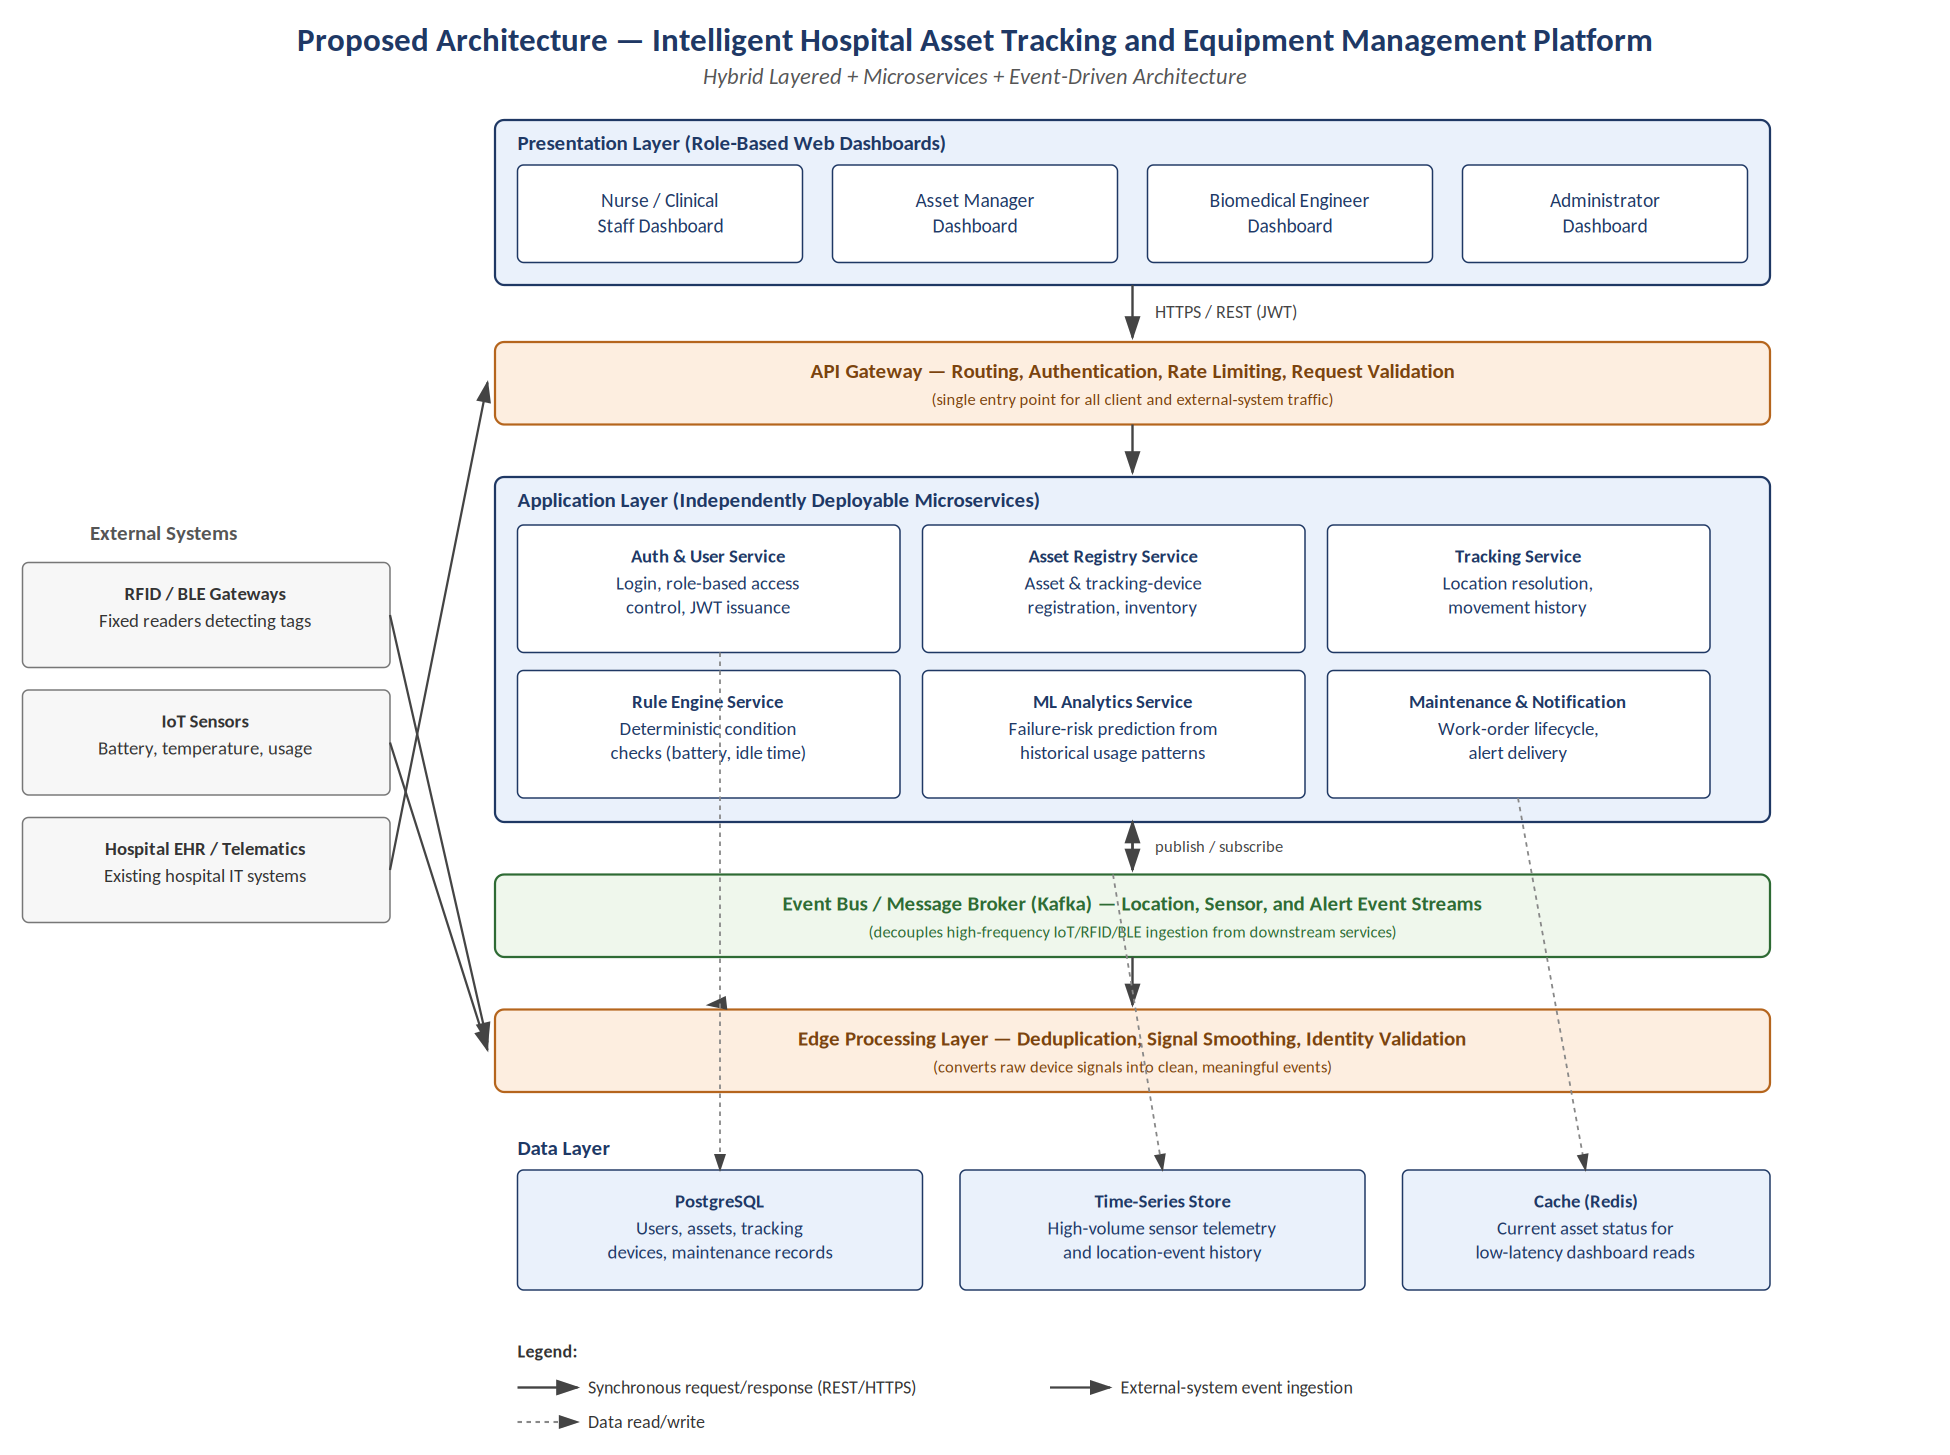 Proposed Architecture — Intelligent Hospital Asset Tracking and Equipment Management Platform
Hybrid Layered + Microservices + Event-Driven Architecture
Presentation Layer (Role-Based Web Dashboards)
Nurse / Clinical
Staff Dashboard
Asset Manager
Dashboard
Biomedical Engineer
Dashboard
Administrator
Dashboard
HTTPS / REST (JWT)
API Gateway — Routing, Authentication, Rate Limiting, Request Validation
(single entry point for all client and external-system traffic)
Application Layer (Independently Deployable Microservices)
Auth & User Service
Login, role-based access
control, JWT issuance
Asset Registry Service
Asset & tracking-device
registration, inventory
Tracking Service
Location resolution,
movement history
Rule Engine Service
Deterministic condition
checks (battery, idle time)
ML Analytics Service
Failure-risk prediction from
historical usage patterns
Maintenance & Notification
Work-order lifecycle,
alert delivery
External Systems
RFID / BLE Gateways
Fixed readers detecting tags
IoT Sensors
Battery, temperature, usage
Hospital EHR / Telematics
Existing hospital IT systems
publish / subscribe
Event Bus / Message Broker (Kafka) — Location, Sensor, and Alert Event Streams
(decouples high-frequency IoT/RFID/BLE ingestion from downstream services)
Edge Processing Layer — Deduplication, Signal Smoothing, Identity Validation
(converts raw device signals into clean, meaningful events)
Data Layer
PostgreSQL
Users, assets, tracking
devices, maintenance records
Time-Series Store
High-volume sensor telemetry
and location-event history
Cache (Redis)
Current asset status for
low-latency dashboard reads
Legend:
Synchronous request/response (REST/HTTPS)
External-system event ingestion
Data read/write